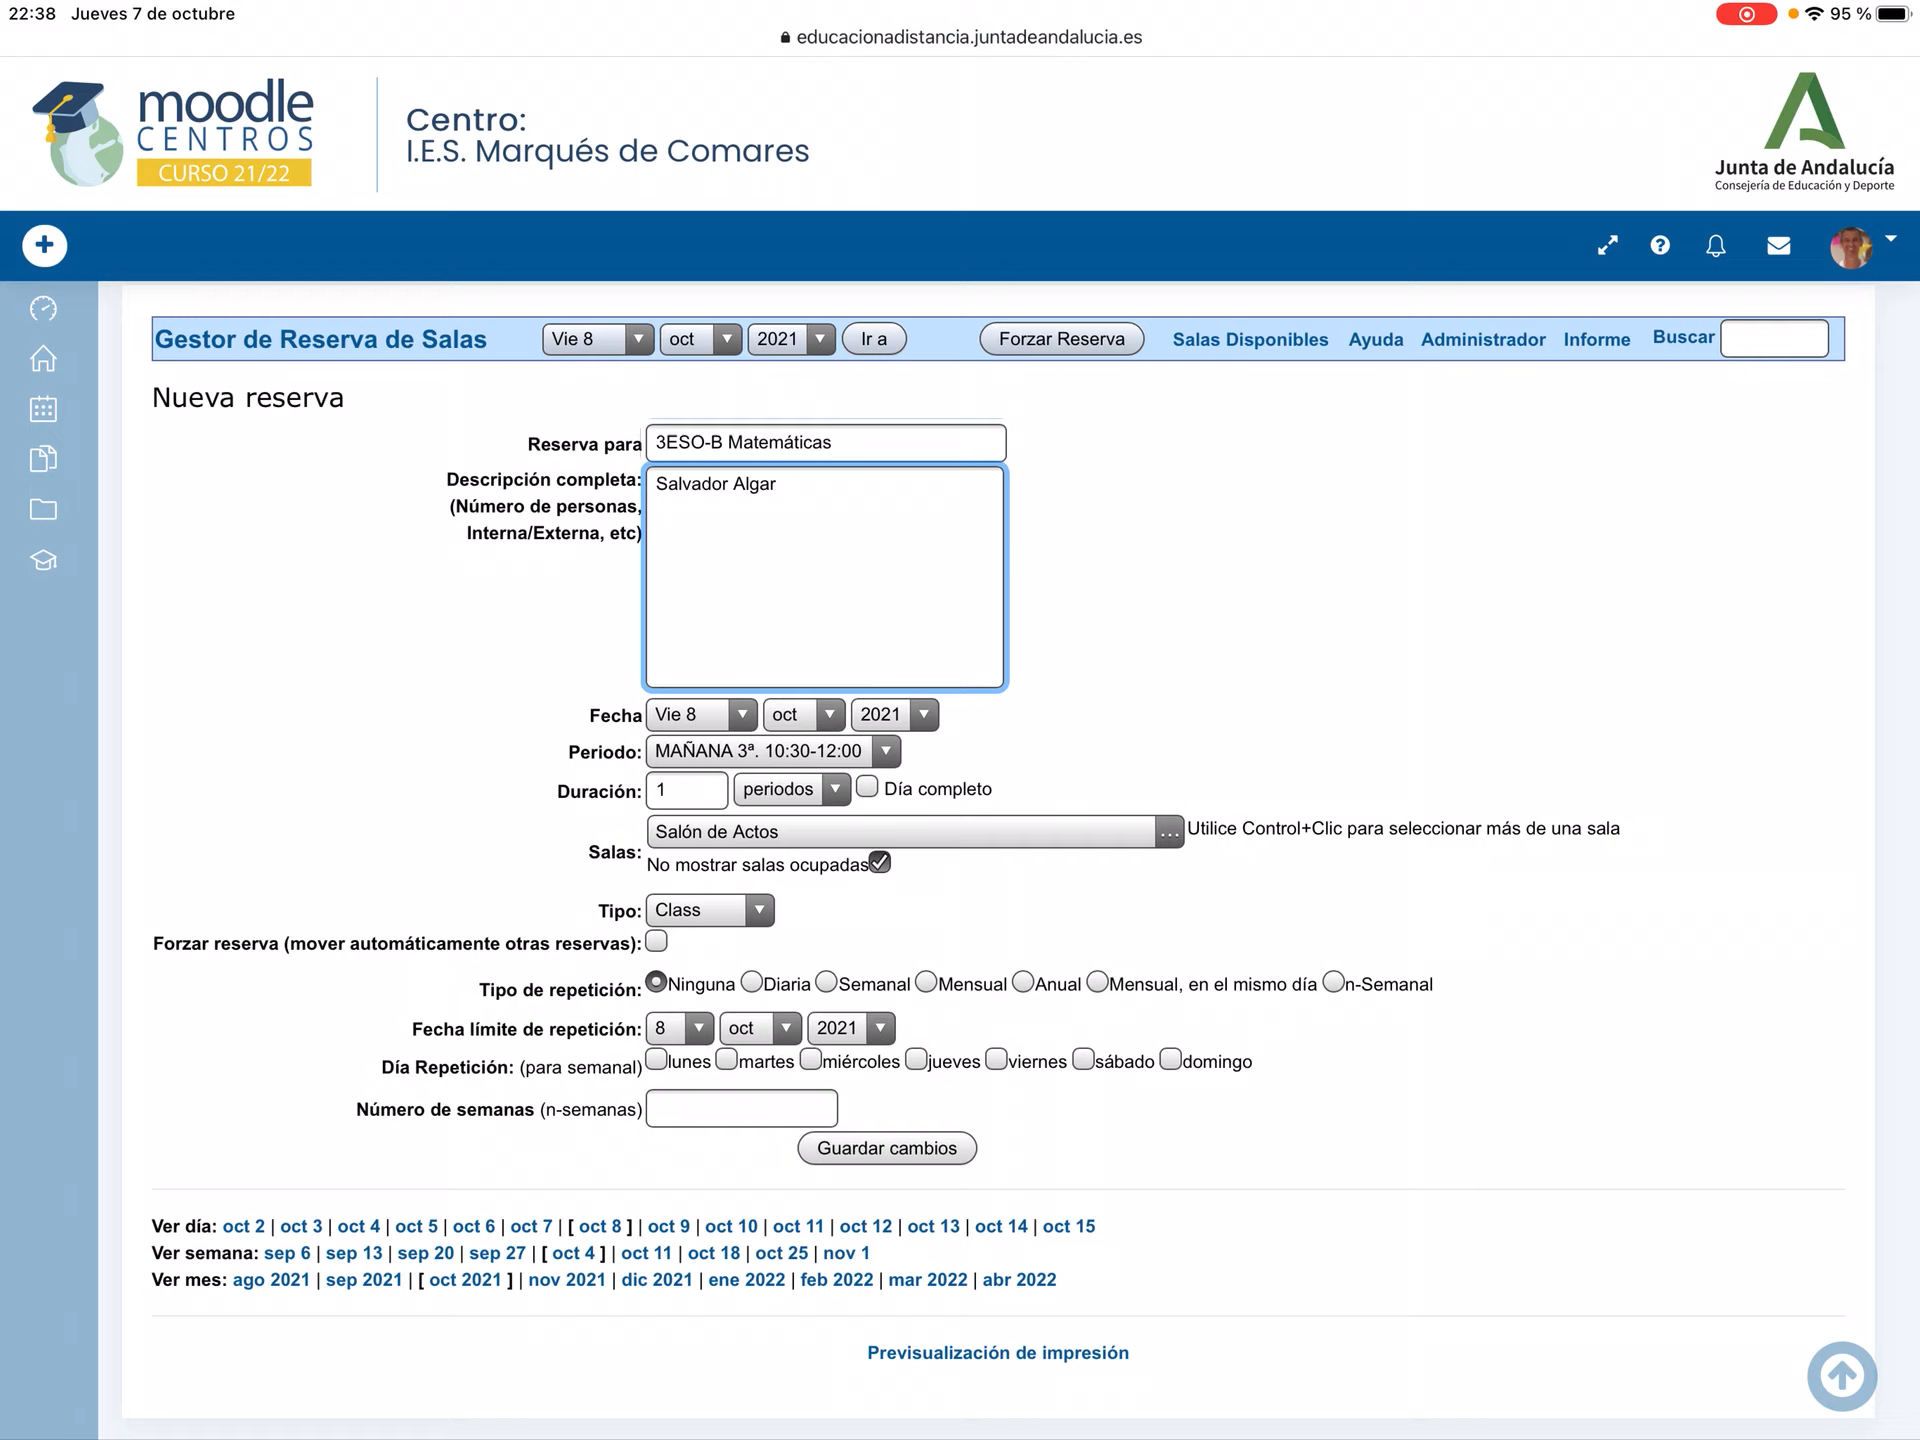 22:38 Jueves 7 de octubre
95 %
educacionadistancia.juntadeandalucia.es
moodle
CENTROS
CURSO 21/22
Centro:
I.E.S. Marqués de Comares
Junta de Andalucía
Consejería de Educación y Deporte
Gestor de Reserva de Salas Vie 8 oct 2021 Ir a Forzar Reserva Salas Disponibles Ayuda Administrador Informe Buscar
Nueva reserva
Reserva para 3ESO-B Matemáticas
Descripción completa: Salvador Algar
(Número de personas,
Interna/Externa, etc)
Fecha Vie 8 oct 2021
Periodo: MAÑANA 3ª. 10:30-12:00
Duración: 1 periodos Día completo
Salón de Actos ... Utilice Control+Clic para seleccionar más de una sala
Salas:
No mostrar salas ocupadas
Tipo: Class
Forzar reserva (mover automáticamente otras reservas):
Tipo de repetición: Ninguna Diaria Semanal Mensual Anual Mensual, en el mismo día n-Semanal
Fecha límite de repetición: 8 oct 2021
Día Repetición: (para semanal) lunes martes miércoles jueves viernes sábado domingo
Número de semanas (n-semanas)
Guardar cambios
Ver día: oct 2 | oct 3 | oct 4 | oct 5 | oct 6 | oct 7 | [ oct 8 ] | oct 9 | oct 10 | oct 11 | oct 12 | oct 13 | oct 14 | oct 15
Ver semana: sep 6 | sep 13 | sep 20 | sep 27 | [ oct 4 ] | oct 11 | oct 18 | oct 25 | nov 1
Ver mes: ago 2021 | sep 2021 | [ oct 2021 ] | nov 2021 | dic 2021 | ene 2022 | feb 2022 | mar 2022 | abr 2022
Previsualización de impresión